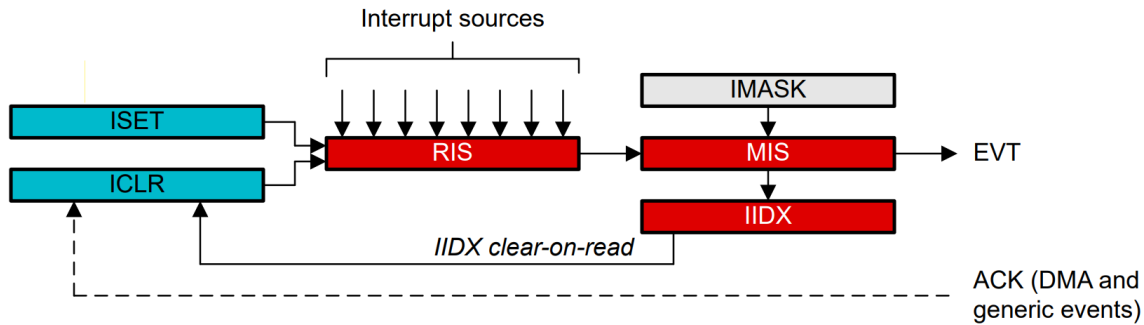 Interrupt sources
IMASK
ISET
RIS
MIS
EVT
ICLR
IIDX
IIDX clear-on-read
ACK (DMA and
generic events)